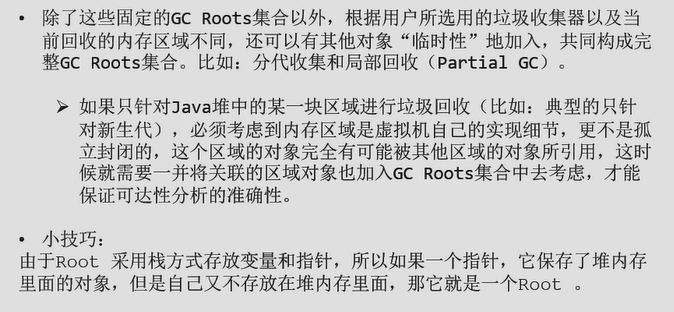 • 除了这些固定的GC Roots集合以外，根据用户所选用的垃圾收集器以及当
前回收的内存区域不同，还可以有其他对象“临时性”地加入，共同构成完
整GC Roots集合。比如：分代收集和局部回收（Partial GC）。
➢ 如果只针对Java堆中的某一块区域进行垃圾回收（比如：典型的只针
对新生代），必须考虑到内存区域是虚拟机自己的实现细节，更不是孤
立封闭的，这个区域的对象完全有可能被其他区域的对象所引用，这时
候就需要一并将关联的区域对象也加入GC Roots集合中去考虑，才能
保证可达性分析的准确性。
• 小技巧：
由于Root 采用栈方式存放变量和指针，所以如果一个指针，它保存了堆内存
里面的对象，但是自己又不存放在堆内存里面，那它就是一个Root 。